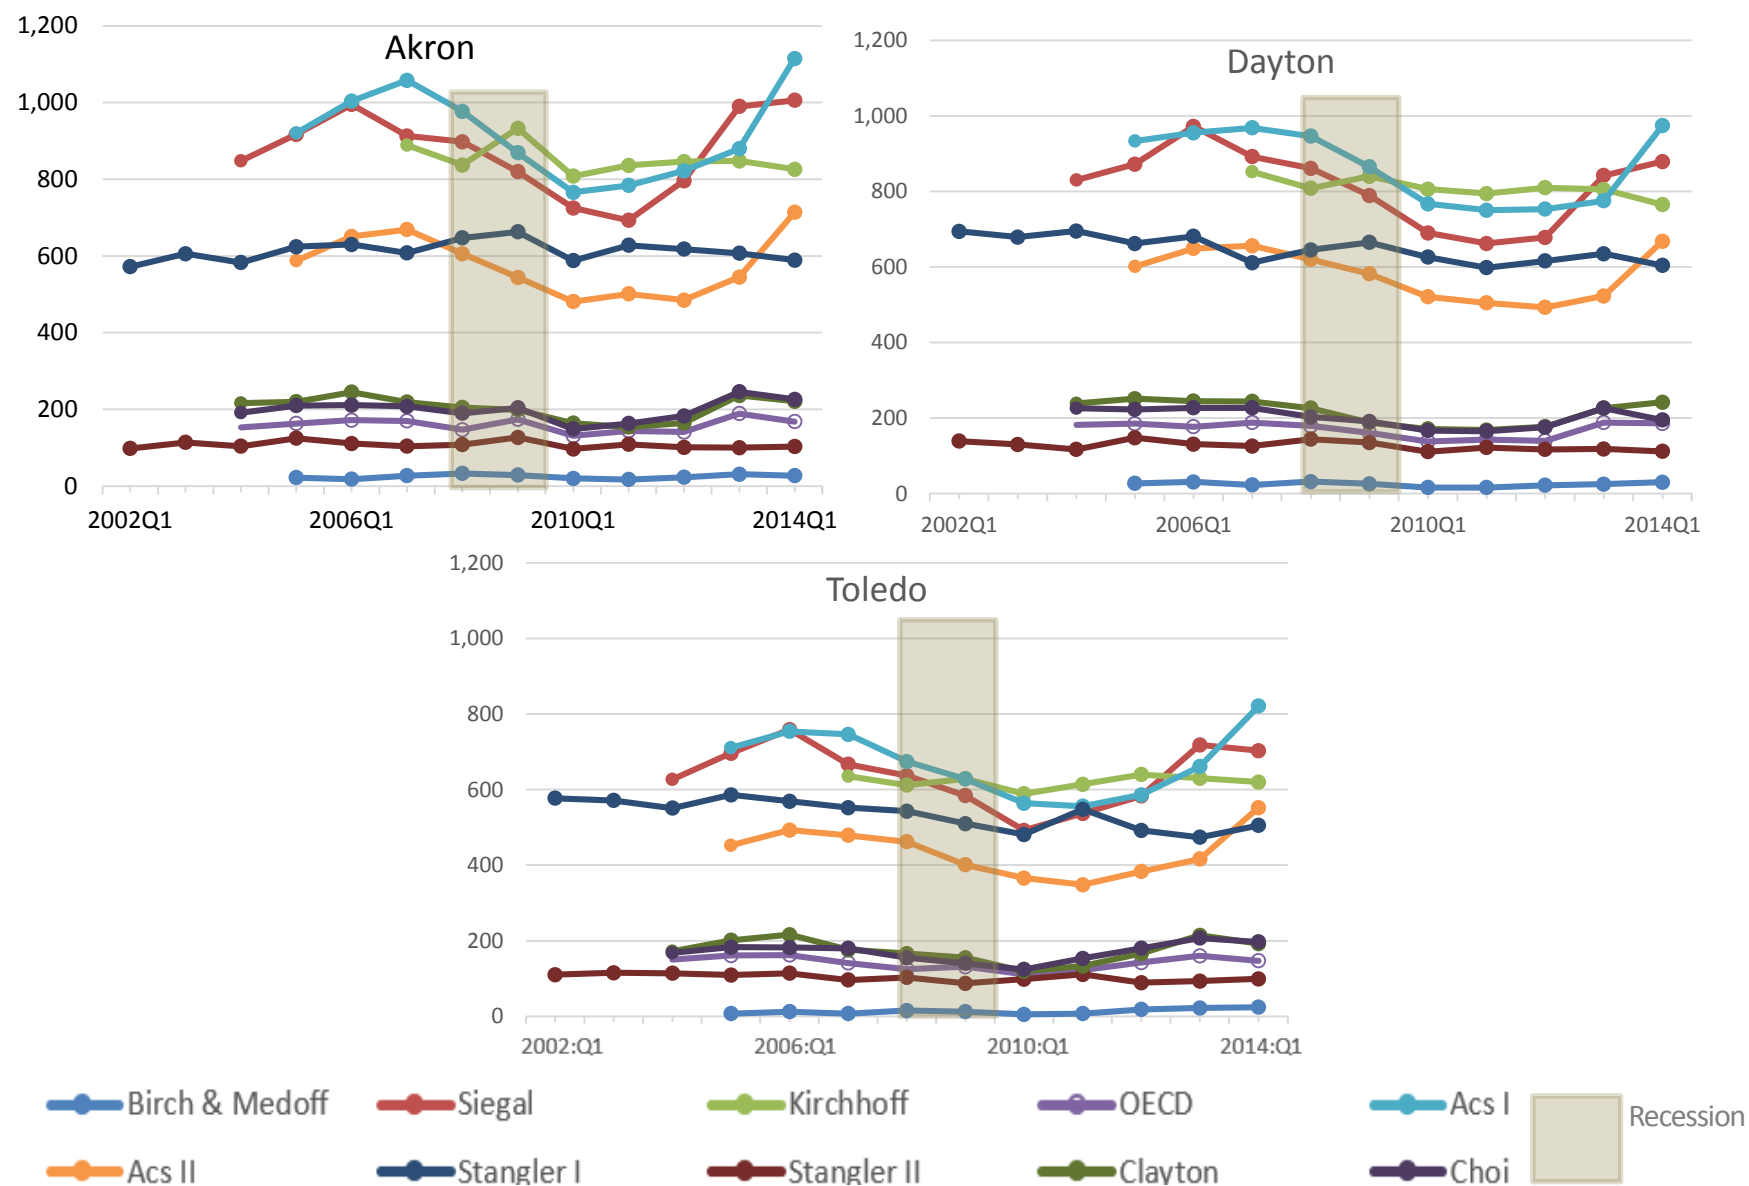 Akron
1,200
1,000
800
600
400
200
0
2002Q1 2006Q1 2010Q1 2014Q1
Dayton
1,200
1,000
800
600
400
200
0
2002Q1 2006Q1 2010Q1 2014Q1
Toledo
1,200
1,000
800
600
400
200
0
2002:Q1 2006:Q1 2010:Q1 2014:Q1
Birch & Medoff Siegal Kirchhoff OECD Acs I Recession
Acs II Stangler I Stangler II Clayton Choi